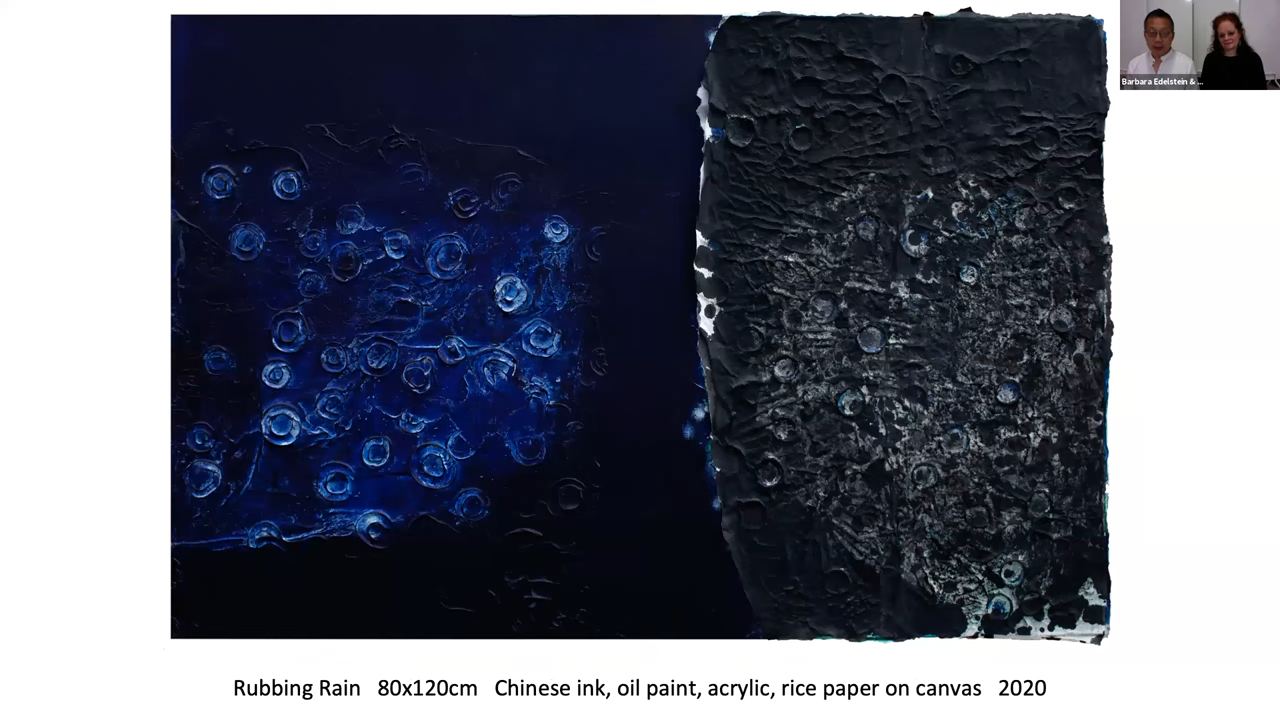 Barbara Edelstein & ...
Rubbing Rain 80x120cm Chinese ink, oil paint, acrylic, rice paper on canvas 2020